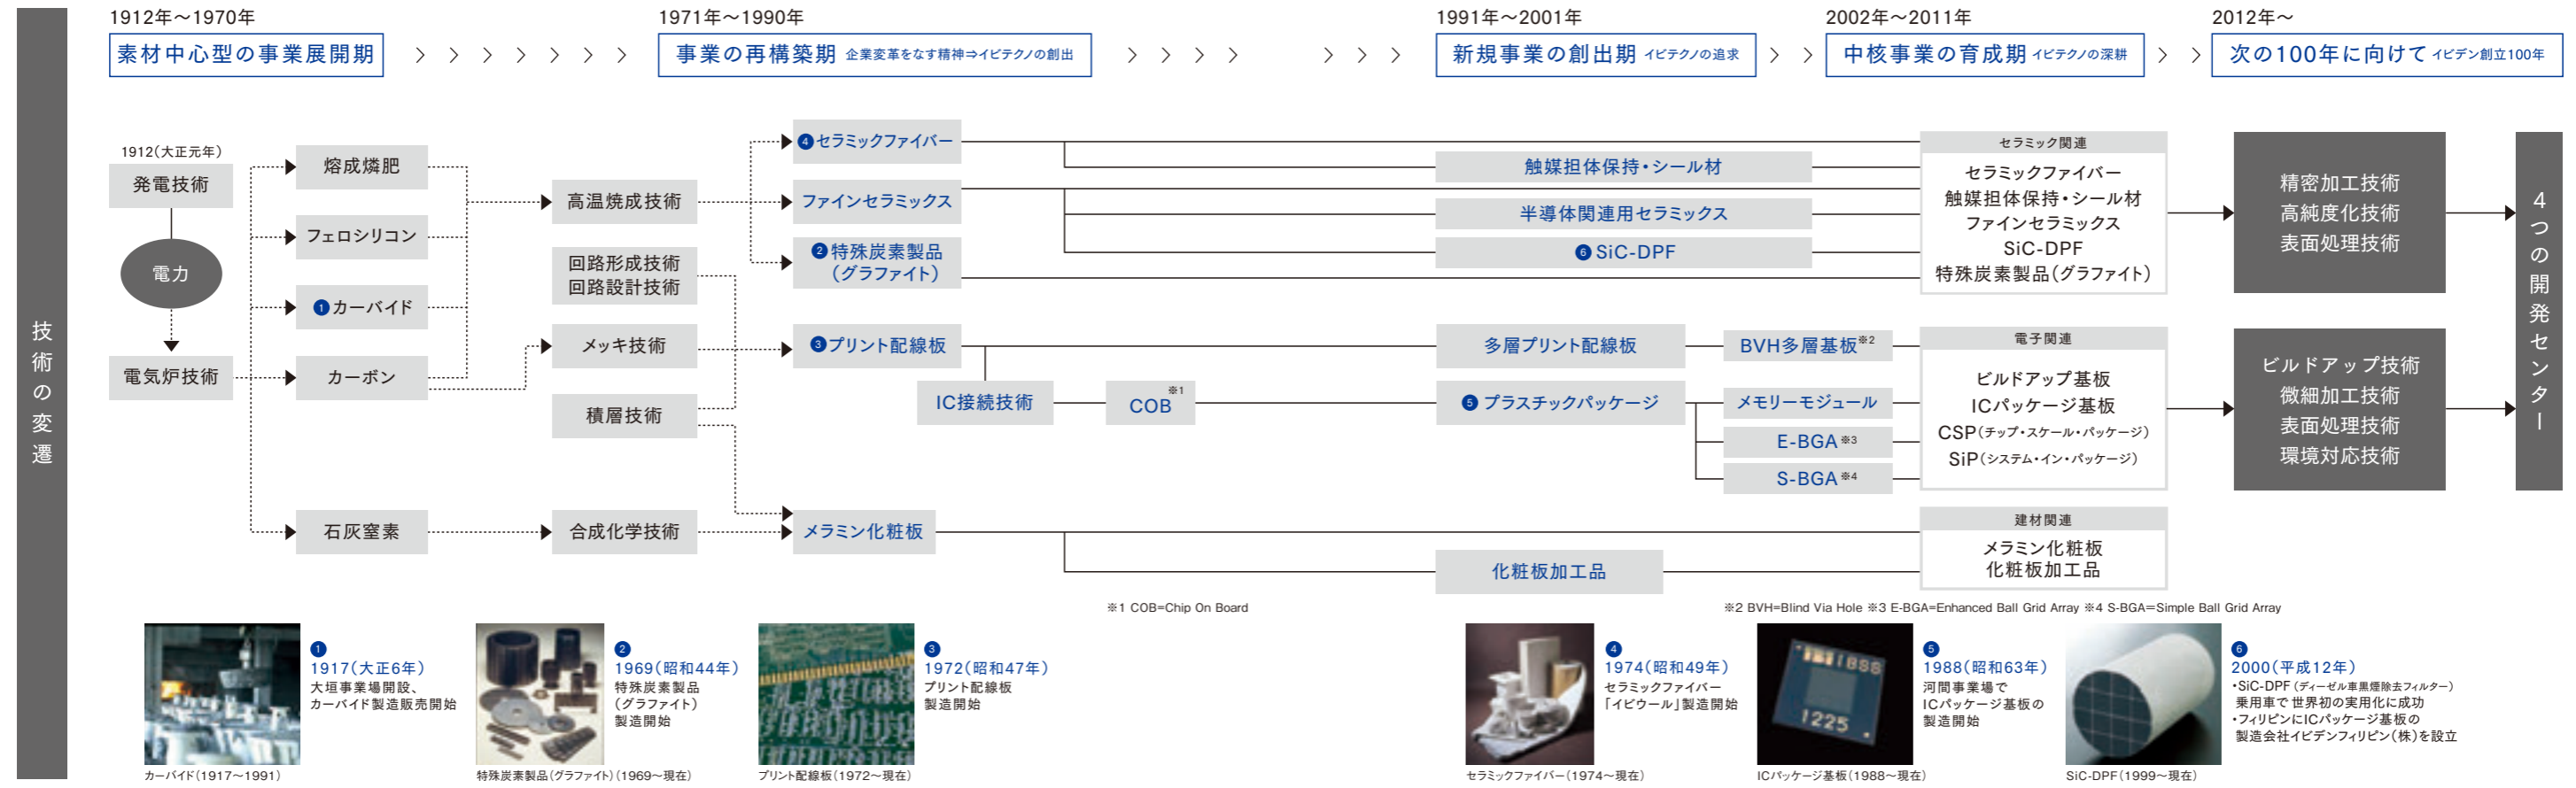 1912年～1970年
素材中心型の事業展開期
1971年～1990年
事業の再構築期 企業変革をなす精神⇒イビテクノの創出
1991年～2001年
新規事業の創出期 イビテクノの追求
2002年～2011年
中核事業の育成期 イビテクノの深耕
2012年～
次の100年に向けて イビデン創立100年
技術の変遷
1912（大正元年）
発電技術
電力
電気炉技術
熔成燐肥
フェロシリコン
1 カーバイド
カーボン
石灰窒素
高温焼成技術
回路形成技術
回路設計技術
メッキ技術
積層技術
合成化学技術
4 セラミックファイバー
ファインセラミックス
2 特殊炭素製品
（グラファイト）
3 プリント配線板
IC接続技術
COB ※1
メラミン化粧板
触媒担体保持・シール材
半導体関連用セラミックス
6 SiC-DPF
多層プリント配線板
5 プラスチックパッケージ
化粧板加工品
BVH多層基板※2
メモリーモジュール
E-BGA※3
S-BGA※4
セラミック関連
セラミックファイバー
触媒担体保持・シール材
ファインセラミックス
SiC-DPF
特殊炭素製品（グラファイト）
電子関連
ビルドアップ基板
ICパッケージ基板
CSP（チップ・スケール・パッケージ）
SiP（システム・イン・パッケージ）
建材関連
メラミン化粧板
化粧板加工品
精密加工技術
高純度化技術
表面処理技術
ビルドアップ技術
微細加工技術
表面処理技術
環境対応技術
4つの開発センター
※1 COB=Chip On Board
※2 BVH=Blind Via Hole ※3 E-BGA=Enhanced Ball Grid Array ※4 S-BGA=Simple Ball Grid Array
1
1917（大正6年）
大垣事業場開設、
カーバイド製造販売開始
カーバイド（1917～1991）
2
1969（昭和44年）
特殊炭素製品
（グラファイト）
製造開始
特殊炭素製品（グラファイト）（1969～現在）
3
1972（昭和47年）
プリント配線板
製造開始
プリント配線板（1972～現在）
4
1974（昭和49年）
セラミックファイバー
「イビウール」製造開始
セラミックファイバー（1974～現在）
1225
5
1988（昭和63年）
河間事業場で
ICパッケージ基板の
製造開始
ICパッケージ基板（1988～現在）
6
2000（平成12年）
・SiC-DPF（ディーゼル車黒煙除去フィルター）
乗用車で世界初の実用化に成功
・フィリピンにICパッケージ基板の
製造会社イビデンフィリピン（株）を設立
SiC-DPF（1999～現在）